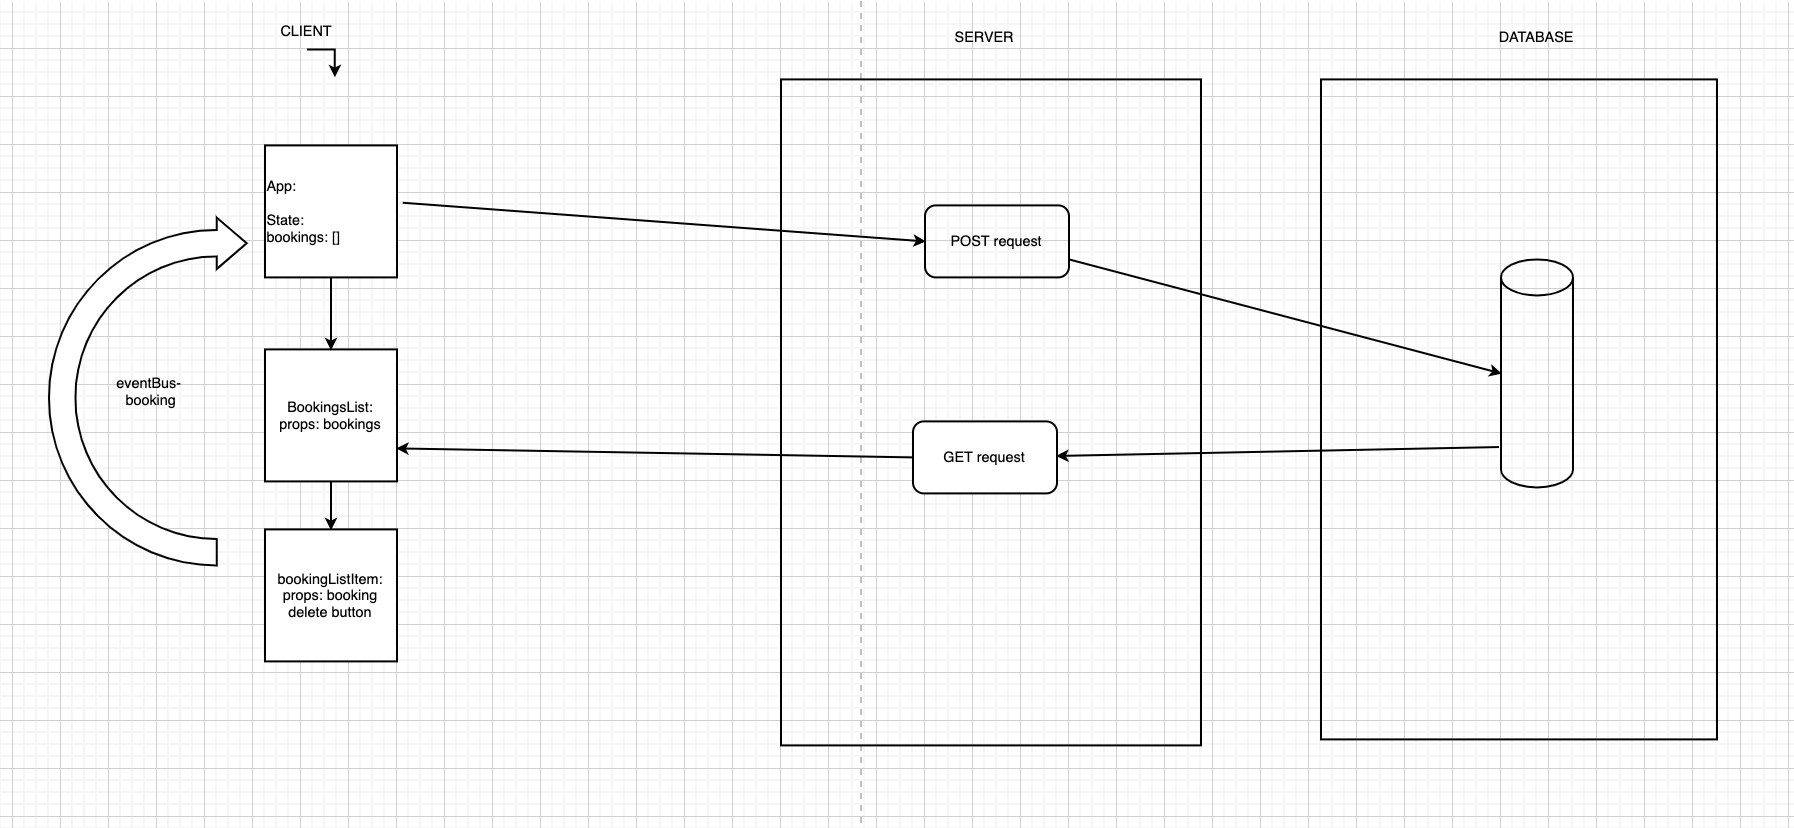 CLIENT
SERVER
DATABASE
App:
State:
bookings: []
POST request
eventBus-
booking
BookingsList:
props: bookings
GET request
bookingListItem:
props: booking
delete button